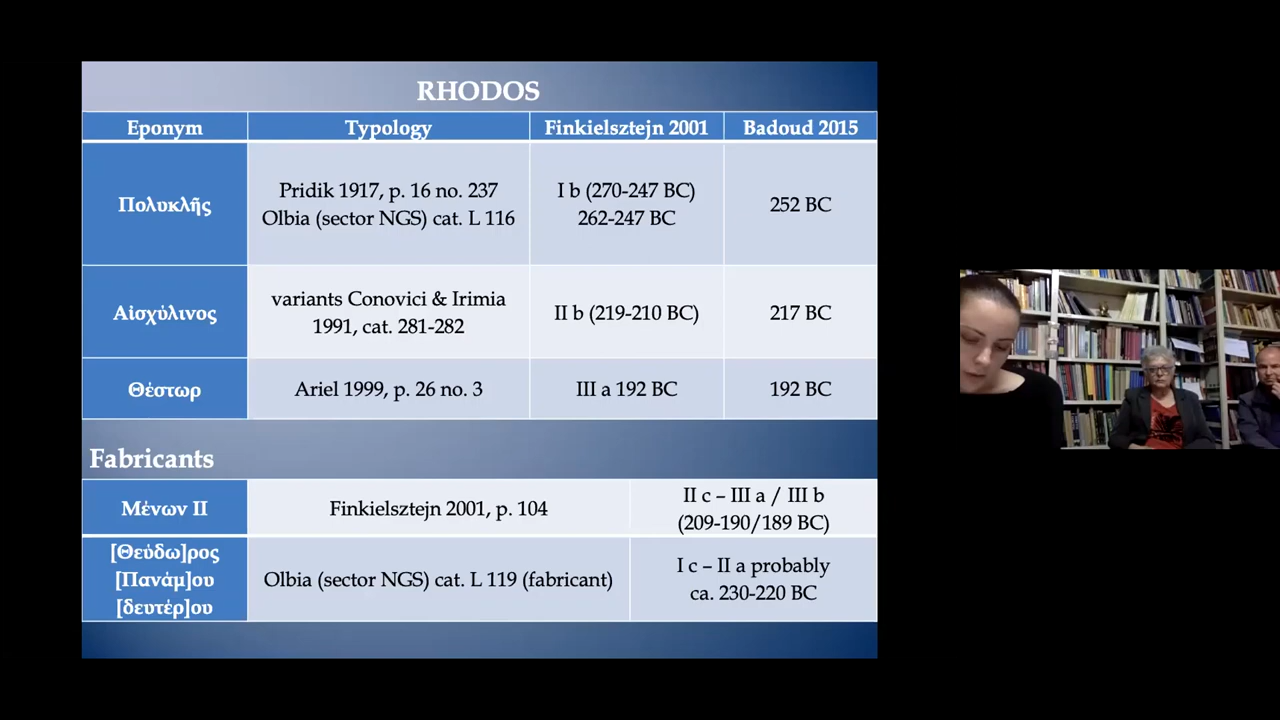 RHODOS
Eponym Typology Finkielsztejn 2001 Badoud 2015
Πολυκλῆς
Pridik 1917, p. 16 no. 237
Olbia (sector NGS) cat. L 116
I b (270-247 BC)
262-247 BC
252 BC
Αἰσχύλινος
variants Conovici & Irimia
1991, cat. 281-282
II b (219-210 BC)
217 BC
Θέστωρ
Ariel 1999, p. 26 no. 3
III a 192 BC
192 BC
Fabricants
Μένων II
Finkielsztejn 2001, p. 104
II c – III a / III b
(209-190/189 BC)
[Θεύδω]ρος
[Πανάμ]ου
[δευτέρ]ου
Olbia (sector NGS) cat. L 119 (fabricant)
I c – II a probably
ca. 230-220 BC